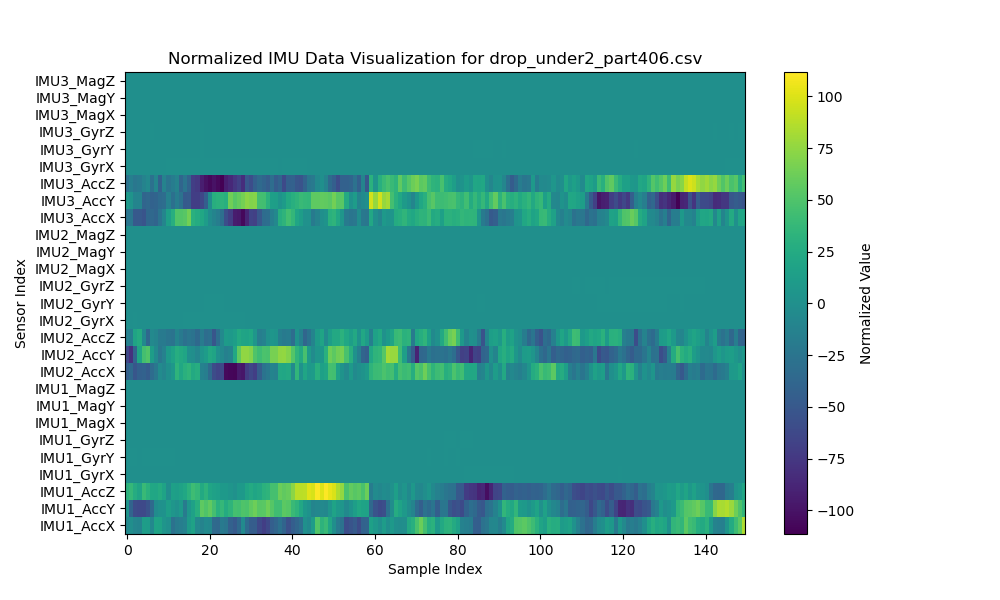 Normalized IMU Data Visualization for drop_under2_part406.csv
Sensor Index
IMU3_MagZ
IMU3_MagY
IMU3_MagX
IMU3_GyrZ
IMU3_GyrY
IMU3_GyrX
IMU3_AccZ
IMU3_AccY
IMU3_AccX
IMU2_MagZ
IMU2_MagY
IMU2_MagX
IMU2_GyrZ
IMU2_GyrY
IMU2_GyrX
IMU2_AccZ
IMU2_AccY
IMU2_AccX
IMU1_MagZ
IMU1_MagY
IMU1_MagX
IMU1_GyrZ
IMU1_GyrY
IMU1_GyrX
IMU1_AccZ
IMU1_AccY
IMU1_AccX
0 20 40 60 80 100 120 140
Sample Index
100
75
50
25
0
−25
−50
−75
−100
Normalized Value